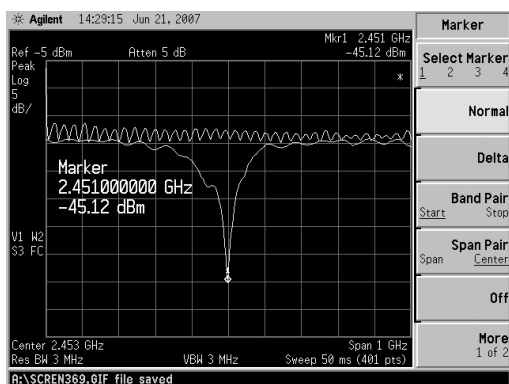 Agilent 14:29:15 Jun 21, 2007
Mkr1 2.451 GHz
Ref -5 dBm Atten 5 dB -45.12 dBm
Peak
Log
5
dB/
*
Marker
2.451000000 GHz
-45.12 dBm
V1 W2
S3 FC
1
Center 2.453 GHz Span 1 GHz
Res BW 3 MHz VBW 3 MHz Sweep 50 ms (401 pts)
A:\SCREN369.GIF file saved
Marker
Select Marker
1 2 3 4
Normal
Delta
Band Pair
Start Stop
Span Pair
Span Center
Off
More
1 of 2